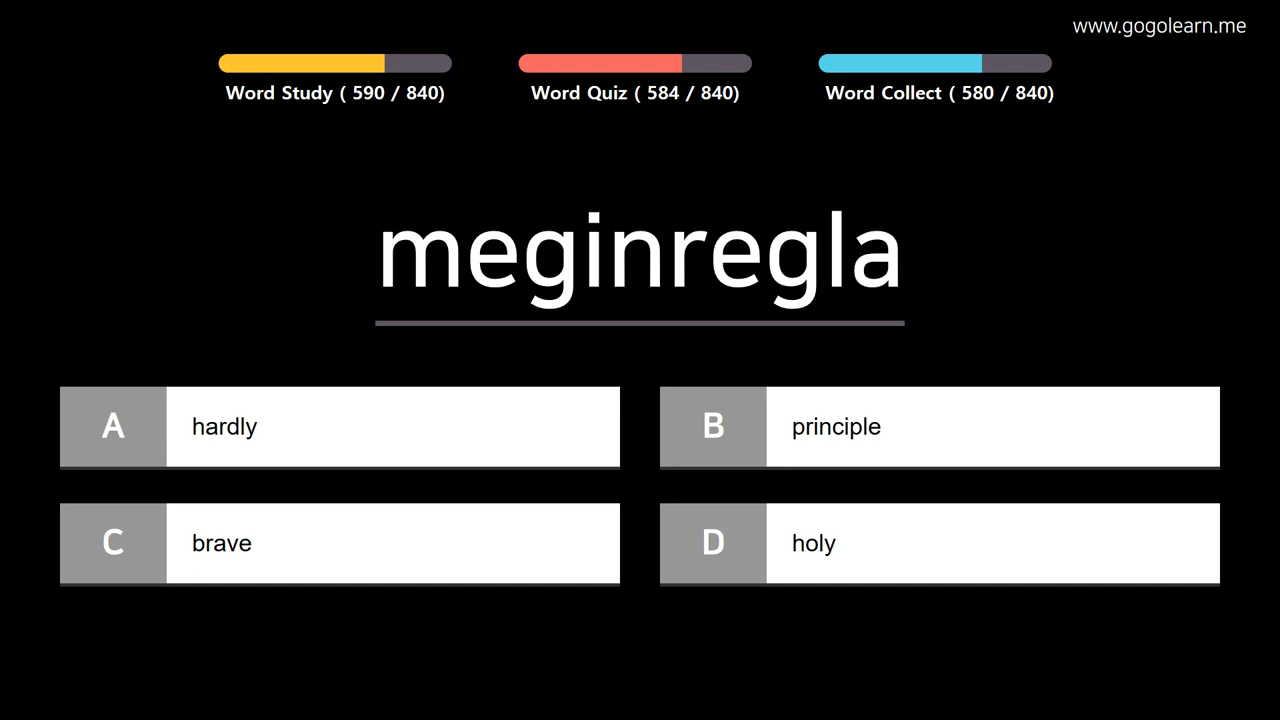 www.gogolearn.me
Word Study ( 590 / 840)
Word Quiz ( 584 / 840)
Word Collect ( 580 / 840)
meginregla
A hardly
B principle
C brave
D holy